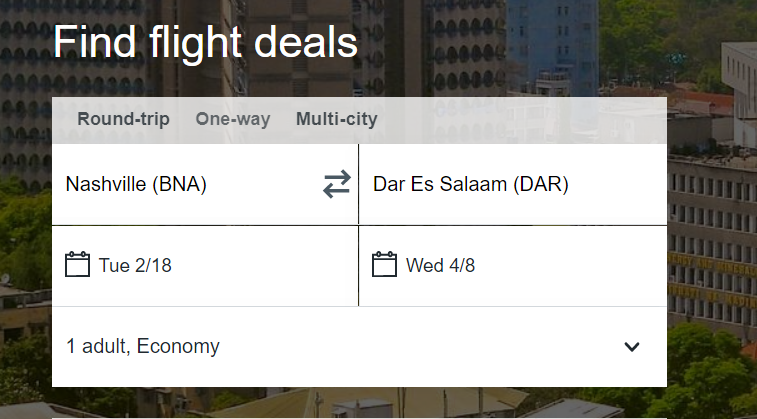 Find flight deals
Round-trip One-way Multi-city
Nashville (BNA) Dar Es Salaam (DAR)
Tue 2/18 Wed 4/8
1 adult, Economy